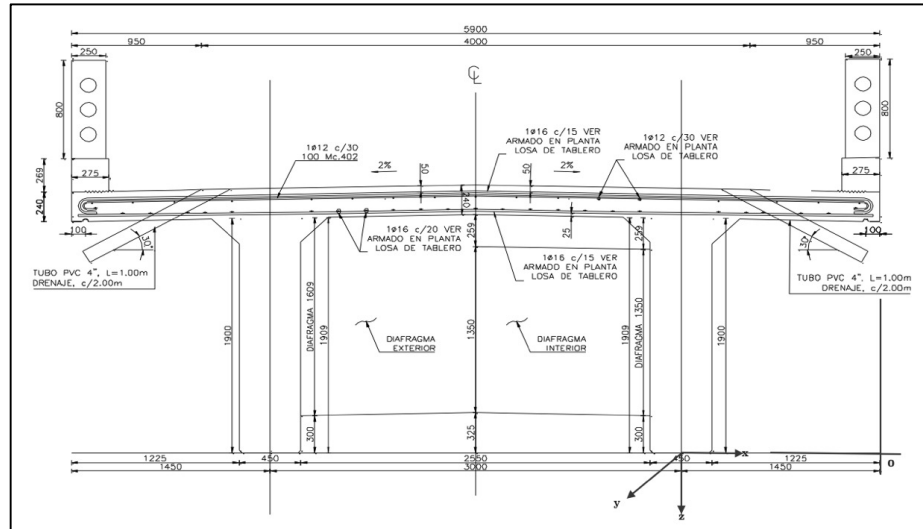 5900
950 4000 950
250 250
800 800
℄
1ø12 c/30
100 Mc.402
1ø16 c/15 VER
ARMADO EN PLANTA
LOSA DE TABLERO
1ø12 c/30 VER
ARMADO EN PLANTA
LOSA DE TABLERO
2% 50 50 2%
269 275 275 269
240 240 240
100 100
30° 30°
259 25 259
1ø16 c/20 VER
ARMADO EN PLANTA
LOSA DE TABLERO
1ø16 c/15 VER
ARMADO EN PLANTA
LOSA DE TABLERO
TUBO PVC 4", L=1.00m
DRENAJE, c/2.00m
TUBO PVC 4". L=1.00m
DRENAJE, c/2.00m
1900 DIAFRAGMA 1609 1909 1350 1909 DIAFRAGMA 1350 1900
DIAFRAGMA
EXTERIOR
DIAFRAGMA
INTERIOR
300 325 300
1225 450 2550 450 1225
1450 3000 1450
x O
y z